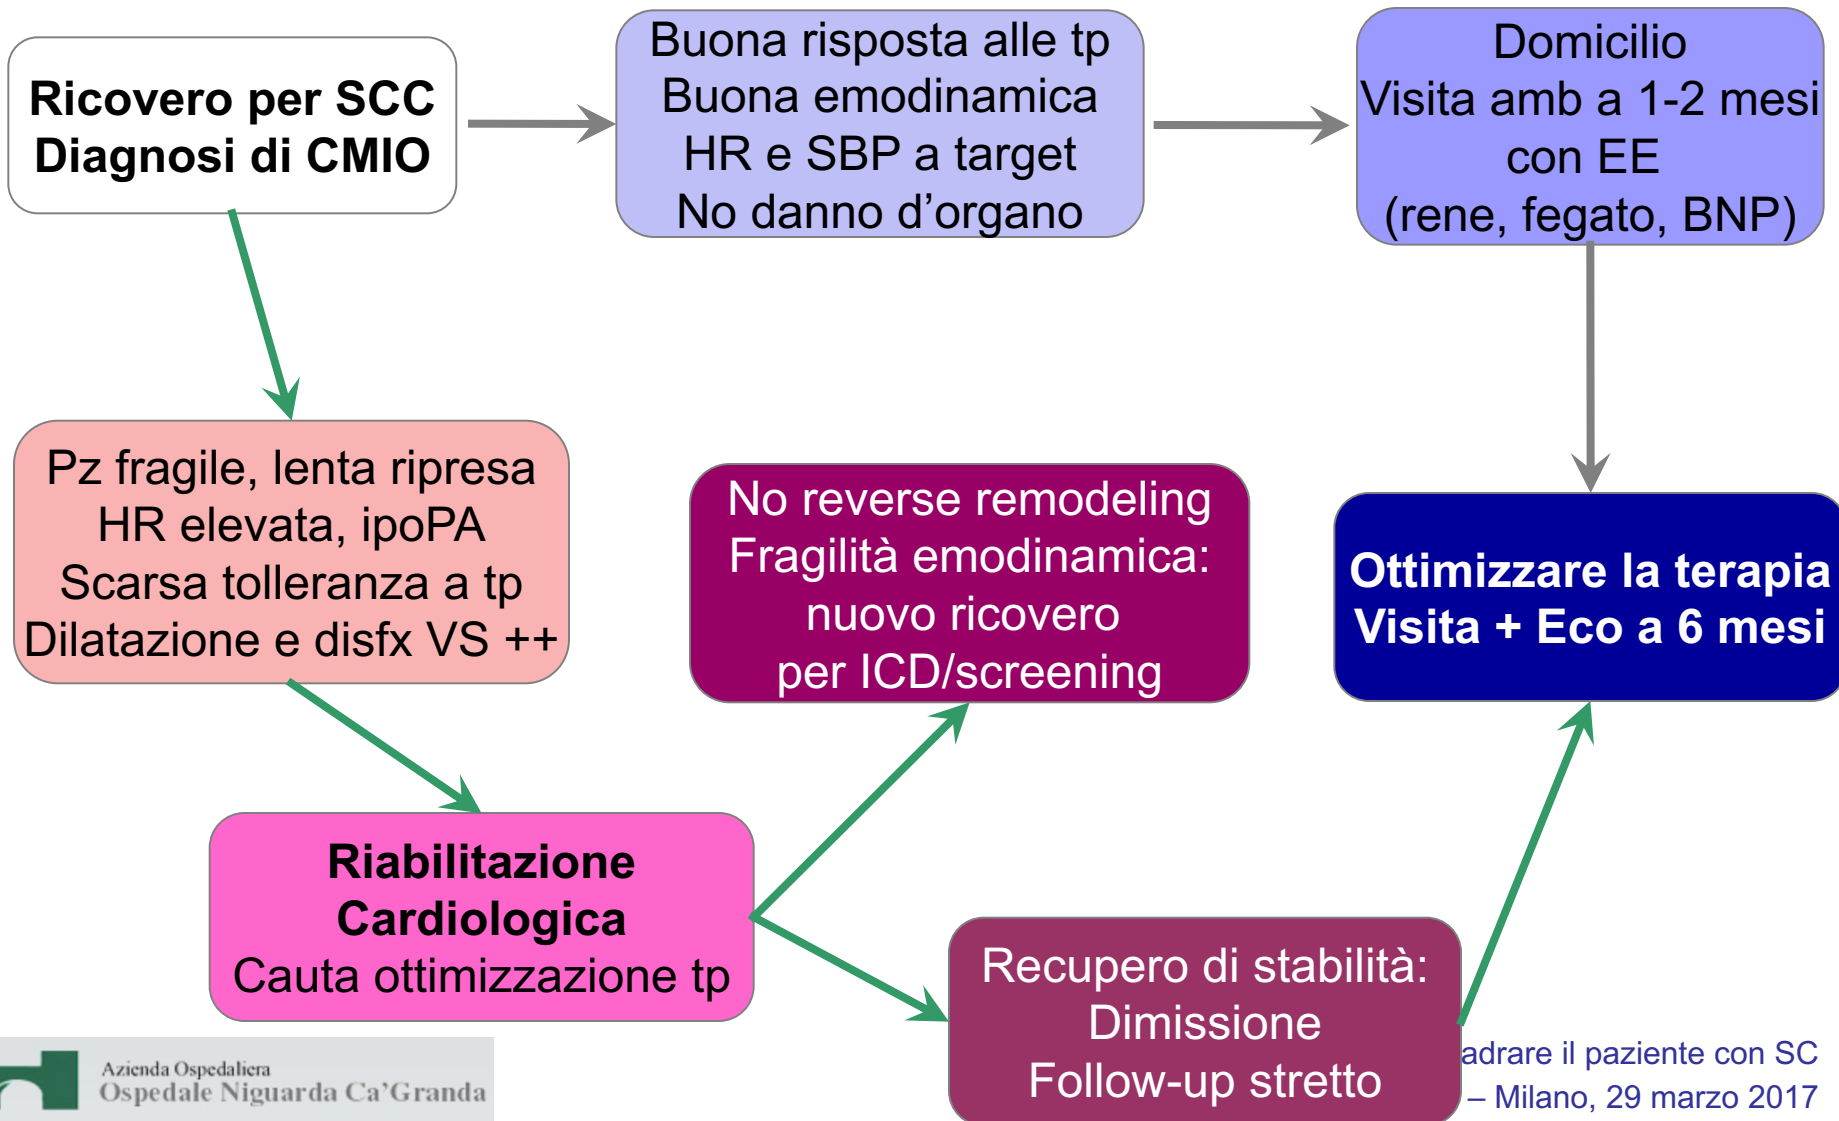 Ricovero per SCC
Diagnosi di CMIO
Buona risposta alle tp
Buona emodinamica
HR e SBP a target
No danno d'organo
Domicilio
Visita amb a 1-2 mesi
con EE
(rene, fegato, BNP)
Pz fragile, lenta ripresa
HR elevata, ipoPA
Scarsa tolleranza a tp
Dilatazione e disfx VS ++
No reverse remodeling
Fragilità emodinamica:
nuovo ricovero
per ICD/screening
Ottimizzare la terapia
Visita + Eco a 6 mesi
Riabilitazione
Cardiologica
Cauta ottimizzazione tp
Recupero di stabilità:
Dimissione
Follow-up stretto
Azienda Ospedaliera
Ospedale Niguarda Ca'Granda
adrare il paziente con SC
– Milano, 29 marzo 2017